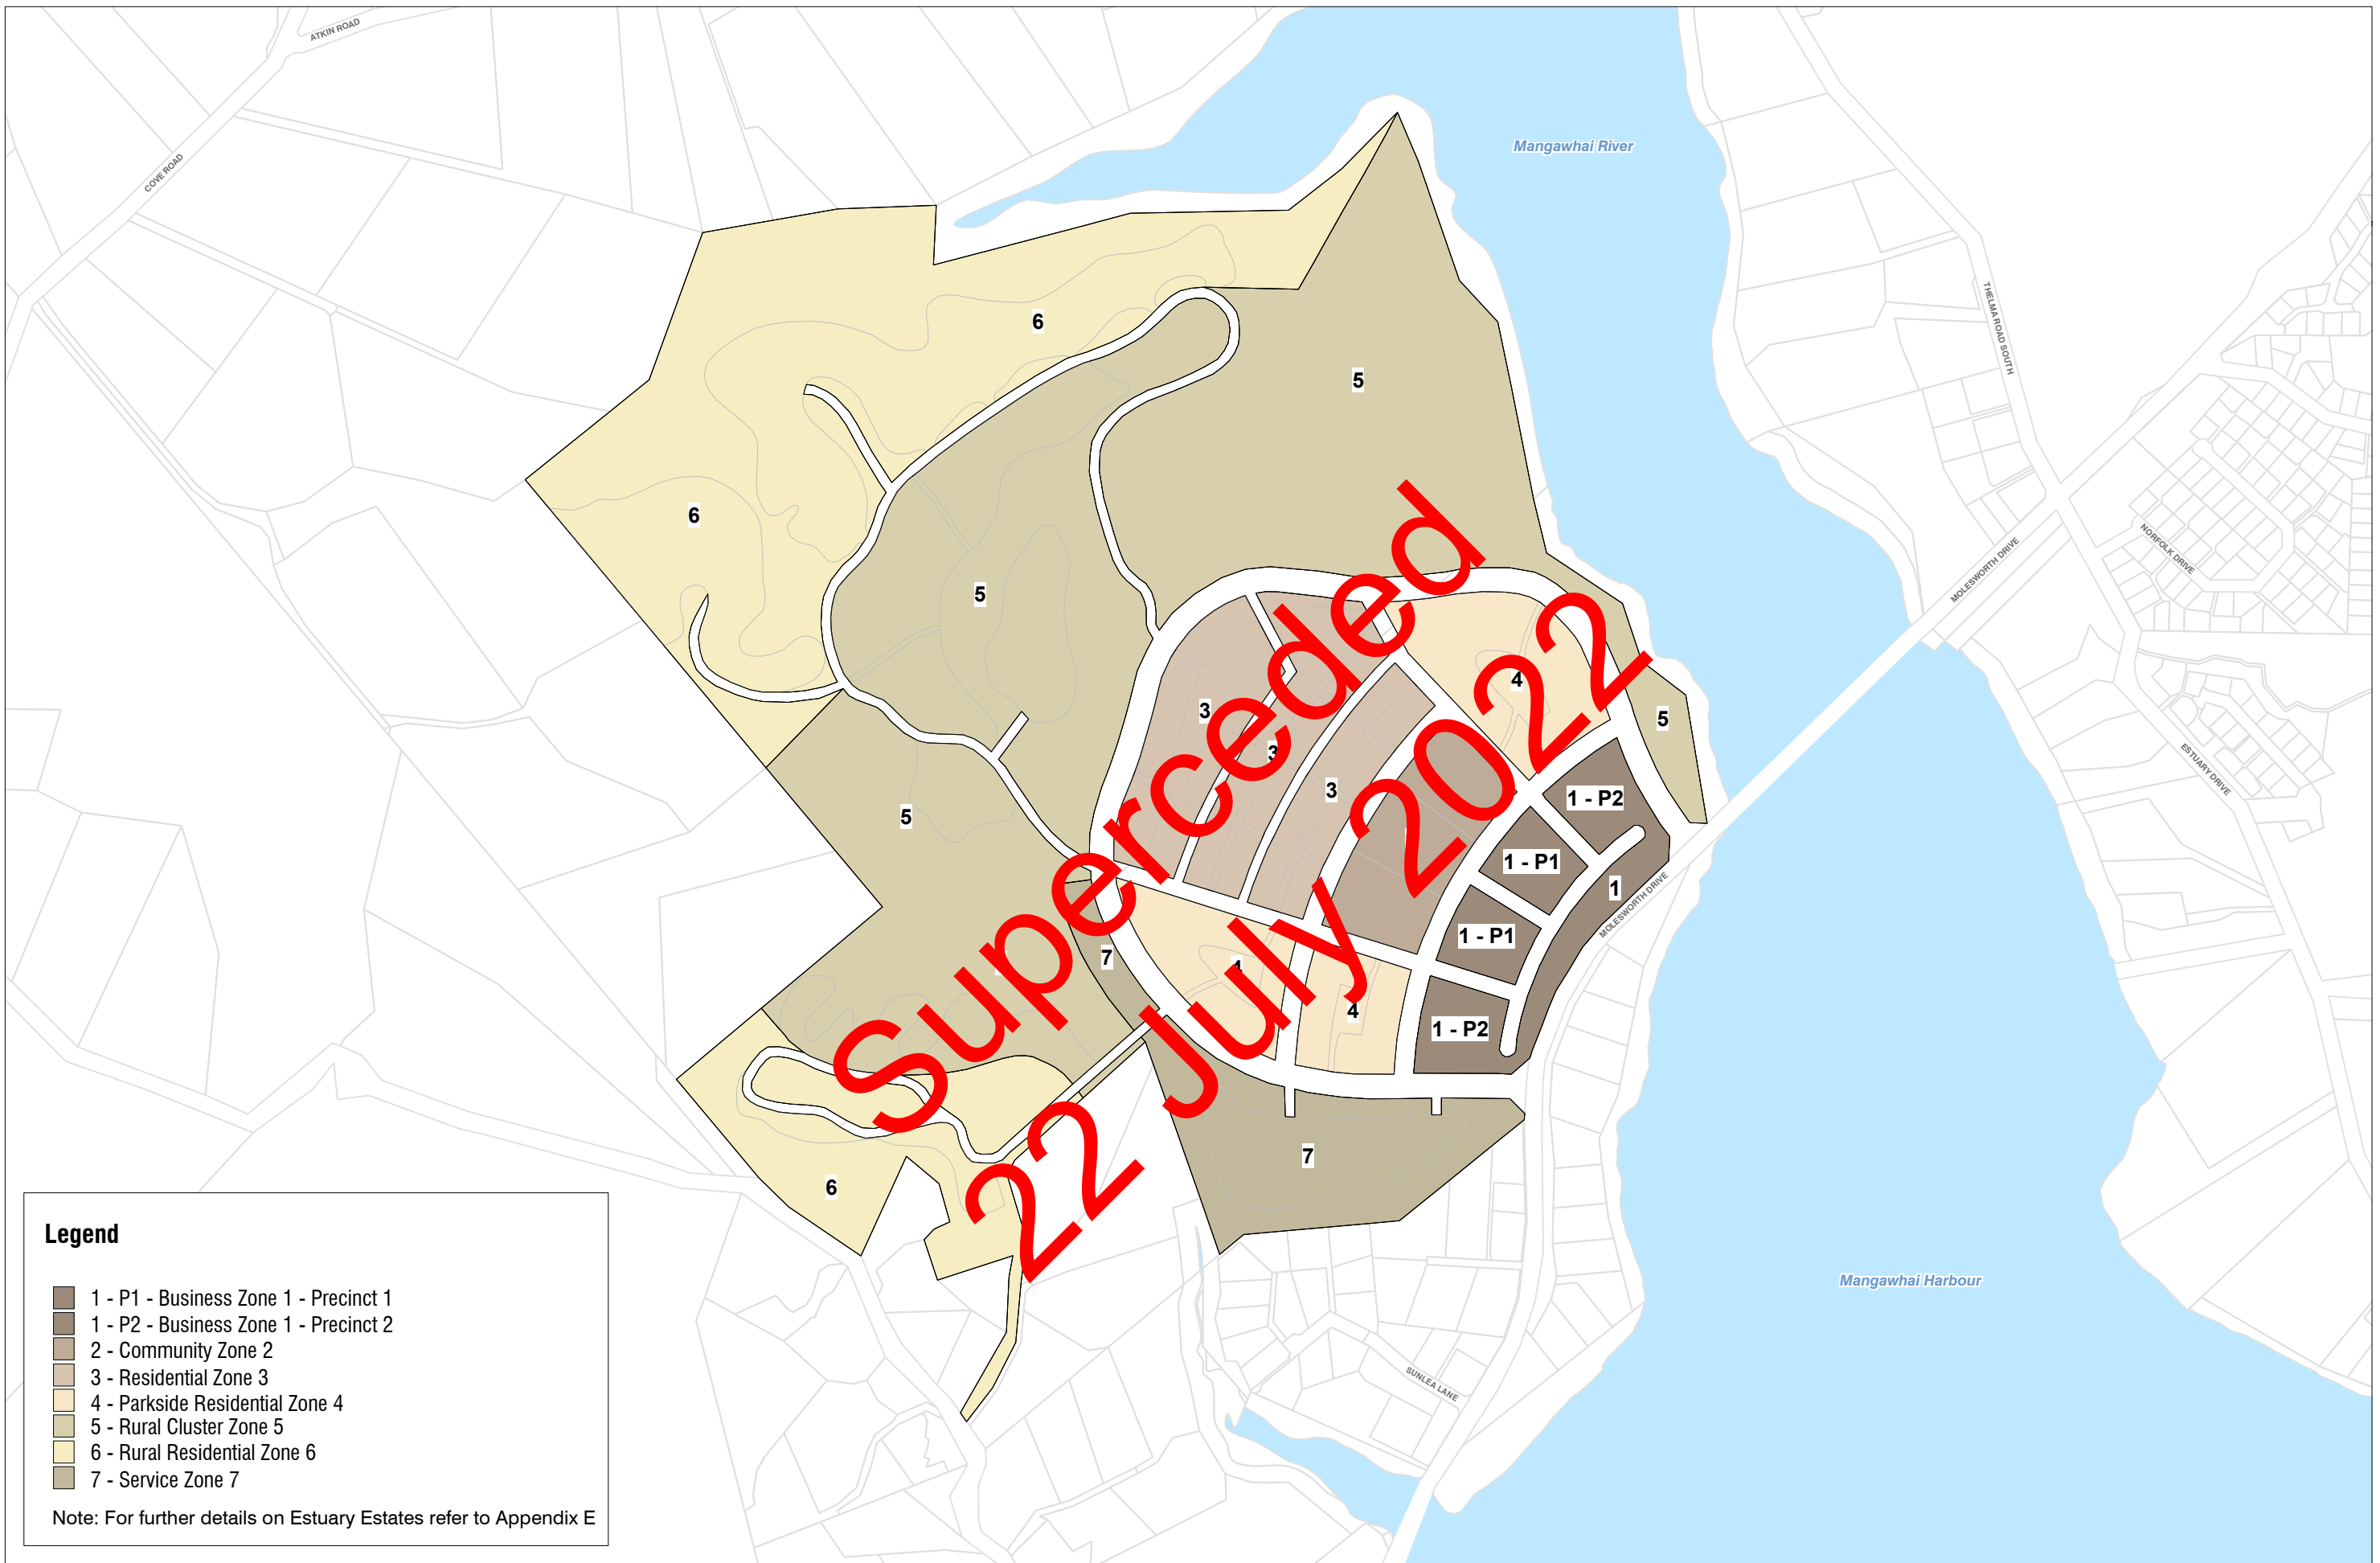 ATKIN ROAD
COVE ROAD
Mangawhai River
THELMA ROAD SOUTH
MOLESWORTH DRIVE
NORFOLK DRIVE
ESTUARY DRIVE
MOLESWORTH DRIVE
SUNLEA LANE
Mangawhai Harbour
6
5
6
5
3
4
5
3
3
1 - P2
5
1 - P1
1
1 - P1
7
4
4
1 - P2
7
6
Superceded
22 July 2022
Legend
1 - P1 - Business Zone 1 - Precinct 1
1 - P2 - Business Zone 1 - Precinct 2
2 - Community Zone 2
3 - Residential Zone 3
4 - Parkside Residential Zone 4
5 - Rural Cluster Zone 5
6 - Rural Residential Zone 6
7 - Service Zone 7
Note: For further details on Estuary Estates refer to Appendix E